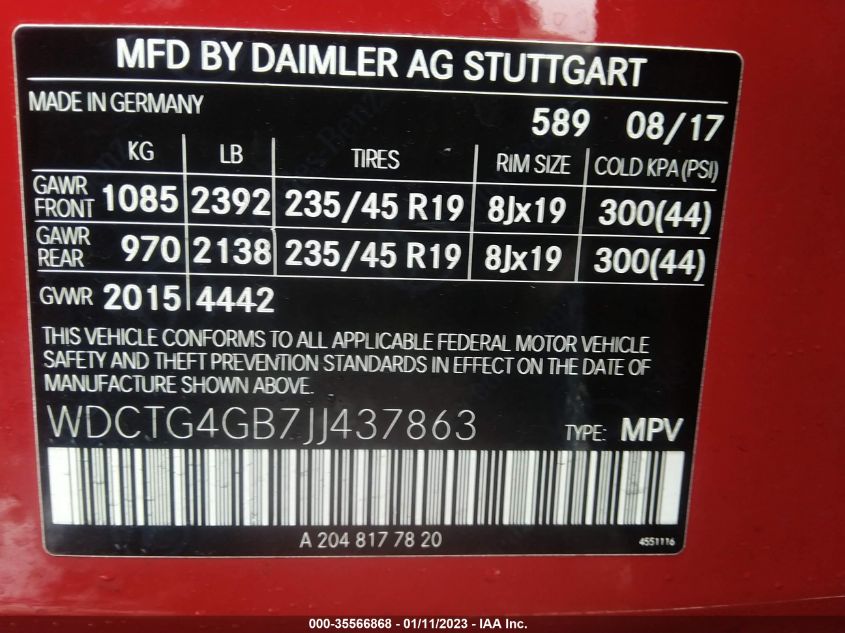 MFD BY DAIMLER AG STUTTGART
MADE IN GERMANY 589 08/17
KG LB TIRES RIM SIZE COLD KPA (PSI)
GAWR FRONT 1085 2392 235/45 R19 8Jx19 300(44)
GAWR REAR 970 2138 235/45 R19 8Jx19 300(44)
GVWR 2015 4442
THIS VEHICLE CONFORMS TO ALL APPLICABLE FEDERAL MOTOR VEHICLE
SAFETY AND THEFT PREVENTION STANDARDS IN EFFECT ON THE DATE OF
MANUFACTURE SHOWN ABOVE.
WDCTG4GB7JJ437863 TYPE: MPV
A 204 817 78 20 4551116
000-35566868 - 01/11/2023 - IAA Inc.